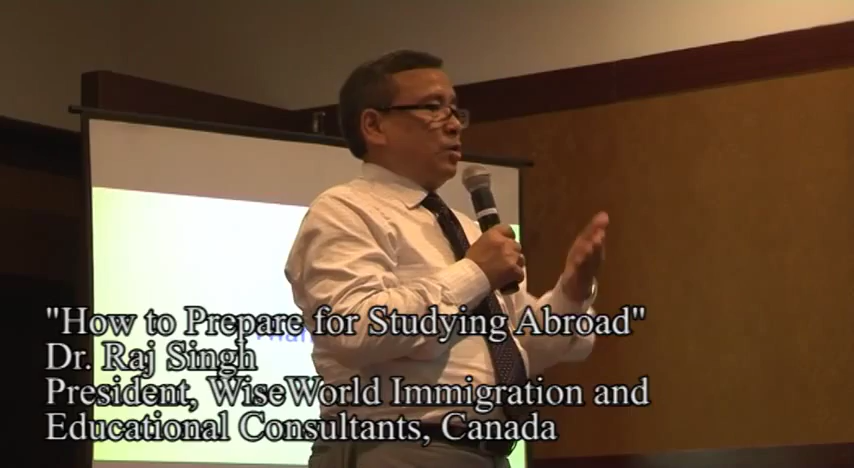 "How to Prepare for Studying Abroad"
Dr. Raj Singh
President, WiseWorld Immigration and
Educational Consultants, Canada